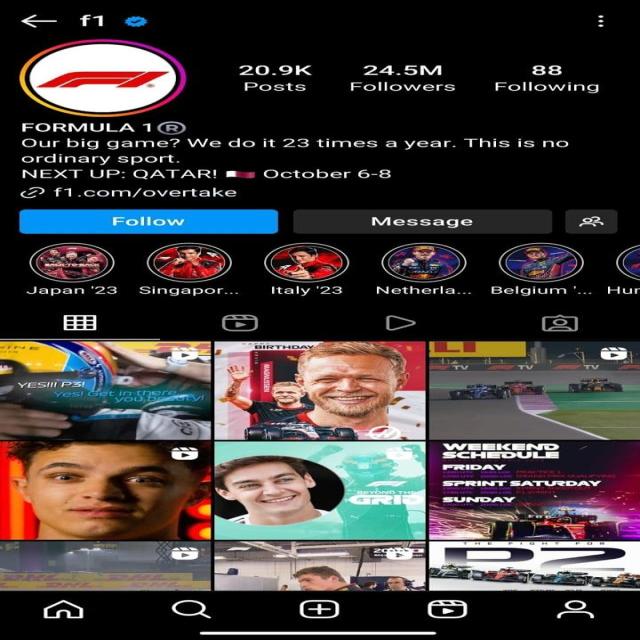 f1
20.9K 24.5M 88
Posts Followers Following
FORMULA 1®
Our big game? We do it 23 times a year. This is no
ordinary sport.
NEXT UP: QATAR! 🇶🇦 October 6-8
f1.com/overtake
Follow Message
Japan '23 Singapor... Italy '23 Netherla... Belgium '... Hun
YESIII P3!
Yes! Get in there
you beauty!
BIRTHDAY
TV TV
BEYOND THE
GRID
WEEKEND
SCHEDULE
FRIDAY
SPRINT SATURDAY
SUNDAY
THE FIGHT FOR
P2